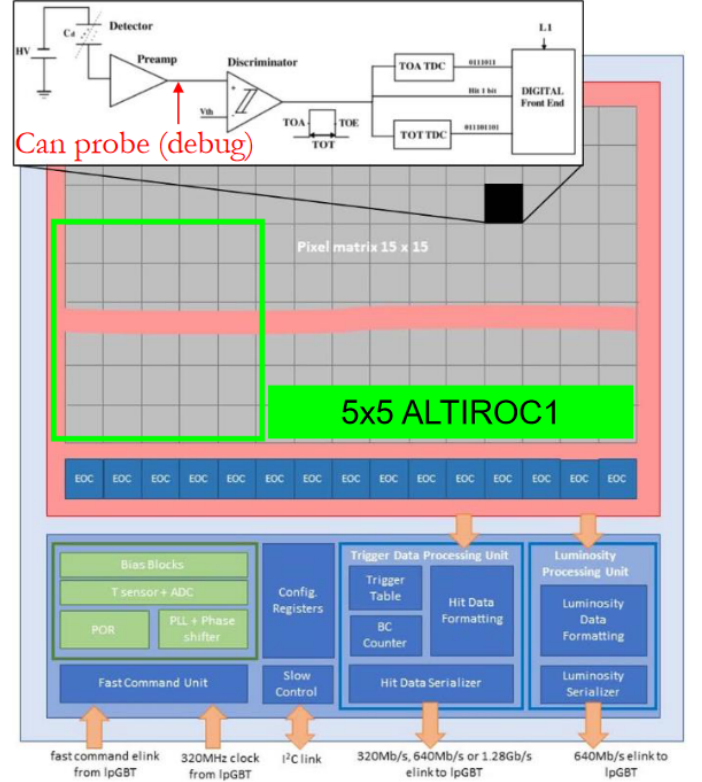 L1
Detector
Cd
HV
Preamp
Discriminator
Vth
TOA
TOE
TOT
TOA TDC
0111011
Hit 1 bit
TOT TDC
011101101
DIGITAL
Front End
Can probe (debug)
Pixel matrix 15 x 15
5x5 ALTIROC1
EOC EOC EOC EOC EOC EOC EOC EOC EOC EOC EOC EOC EOC EOC EOC
Bias Blocks
T sensor + ADC
POR
PLL + Phase
shifter
Fast Command Unit
Config.
Registers
Slow
Control
Trigger Data Processing Unit
Trigger
Table
BC
Counter
Hit Data
Formatting
Hit Data Serializer
Luminosity
Processing Unit
Luminosity
Data
Formatting
Luminosity
Serializer
fast command elink
from lpGBT
320MHz clock
from lpGBT
I²C link
320Mb/s, 640Mb/s or 1.28Gb/s
elink to lpGBT
640Mb/s elink to
lpGBT